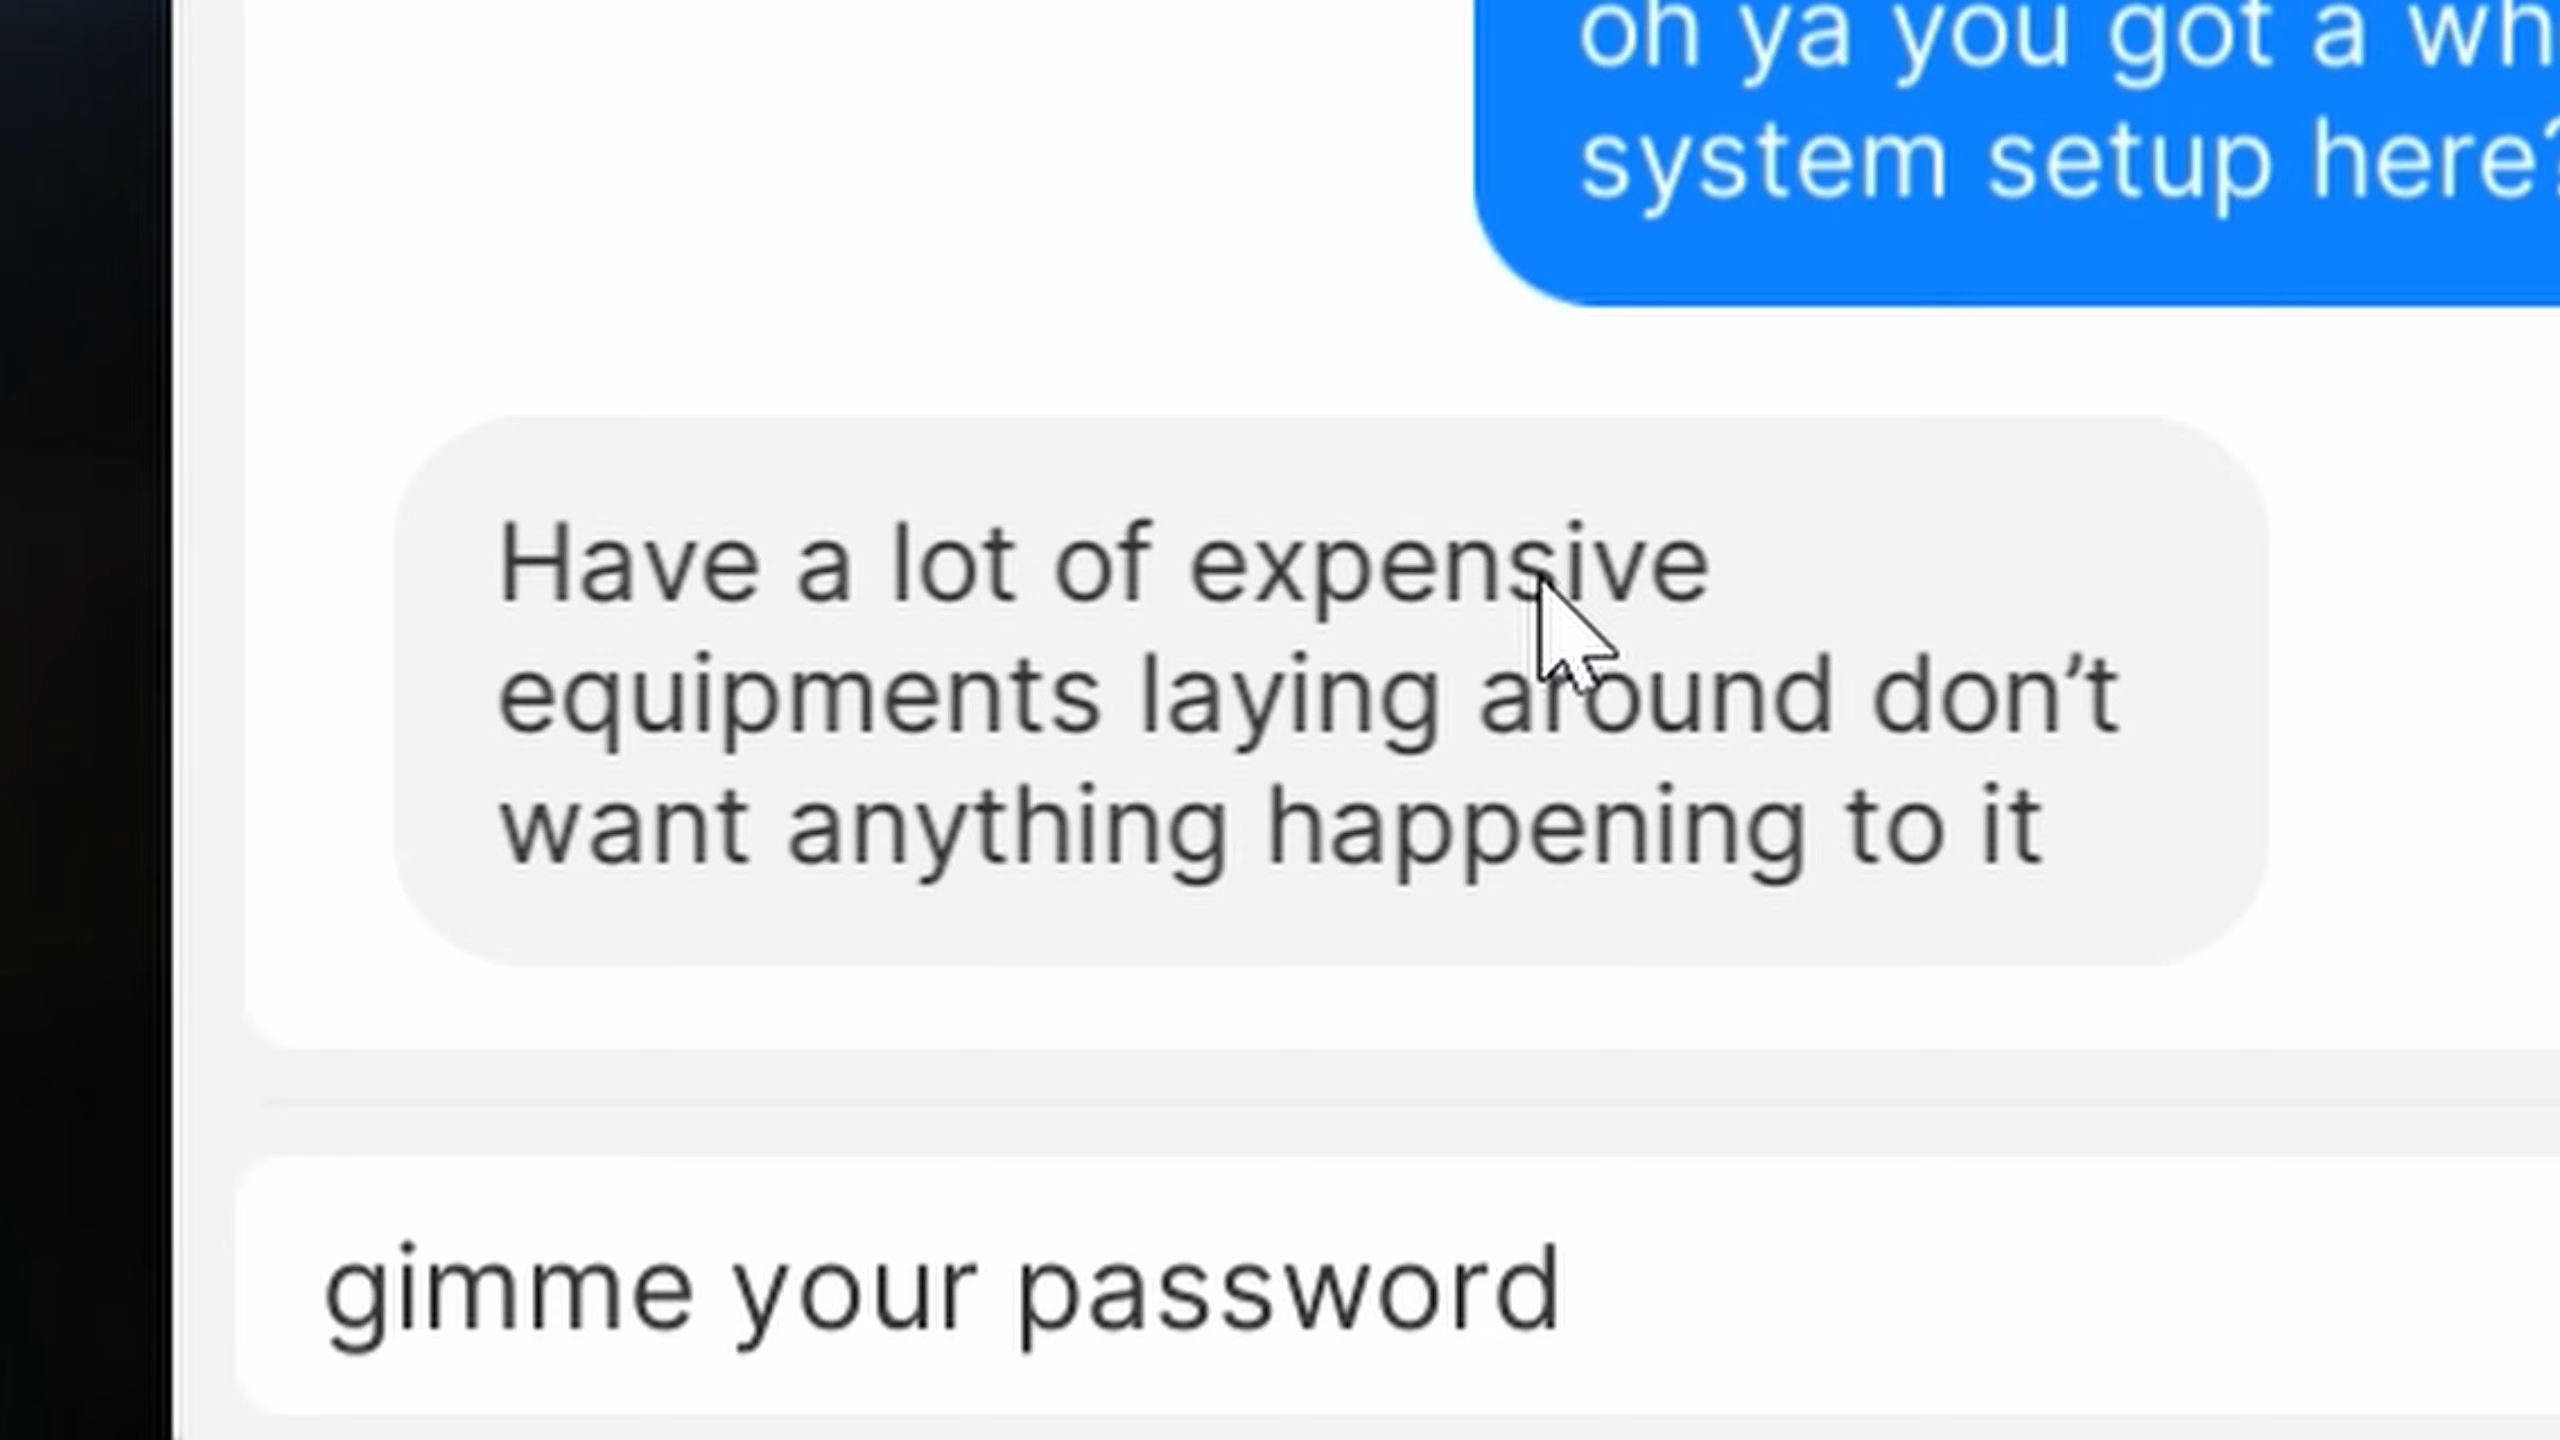 oh ya you got a
system setup here?
Have a lot of expensive
equipments laying around don’t
want anything happening to it
gimme your password